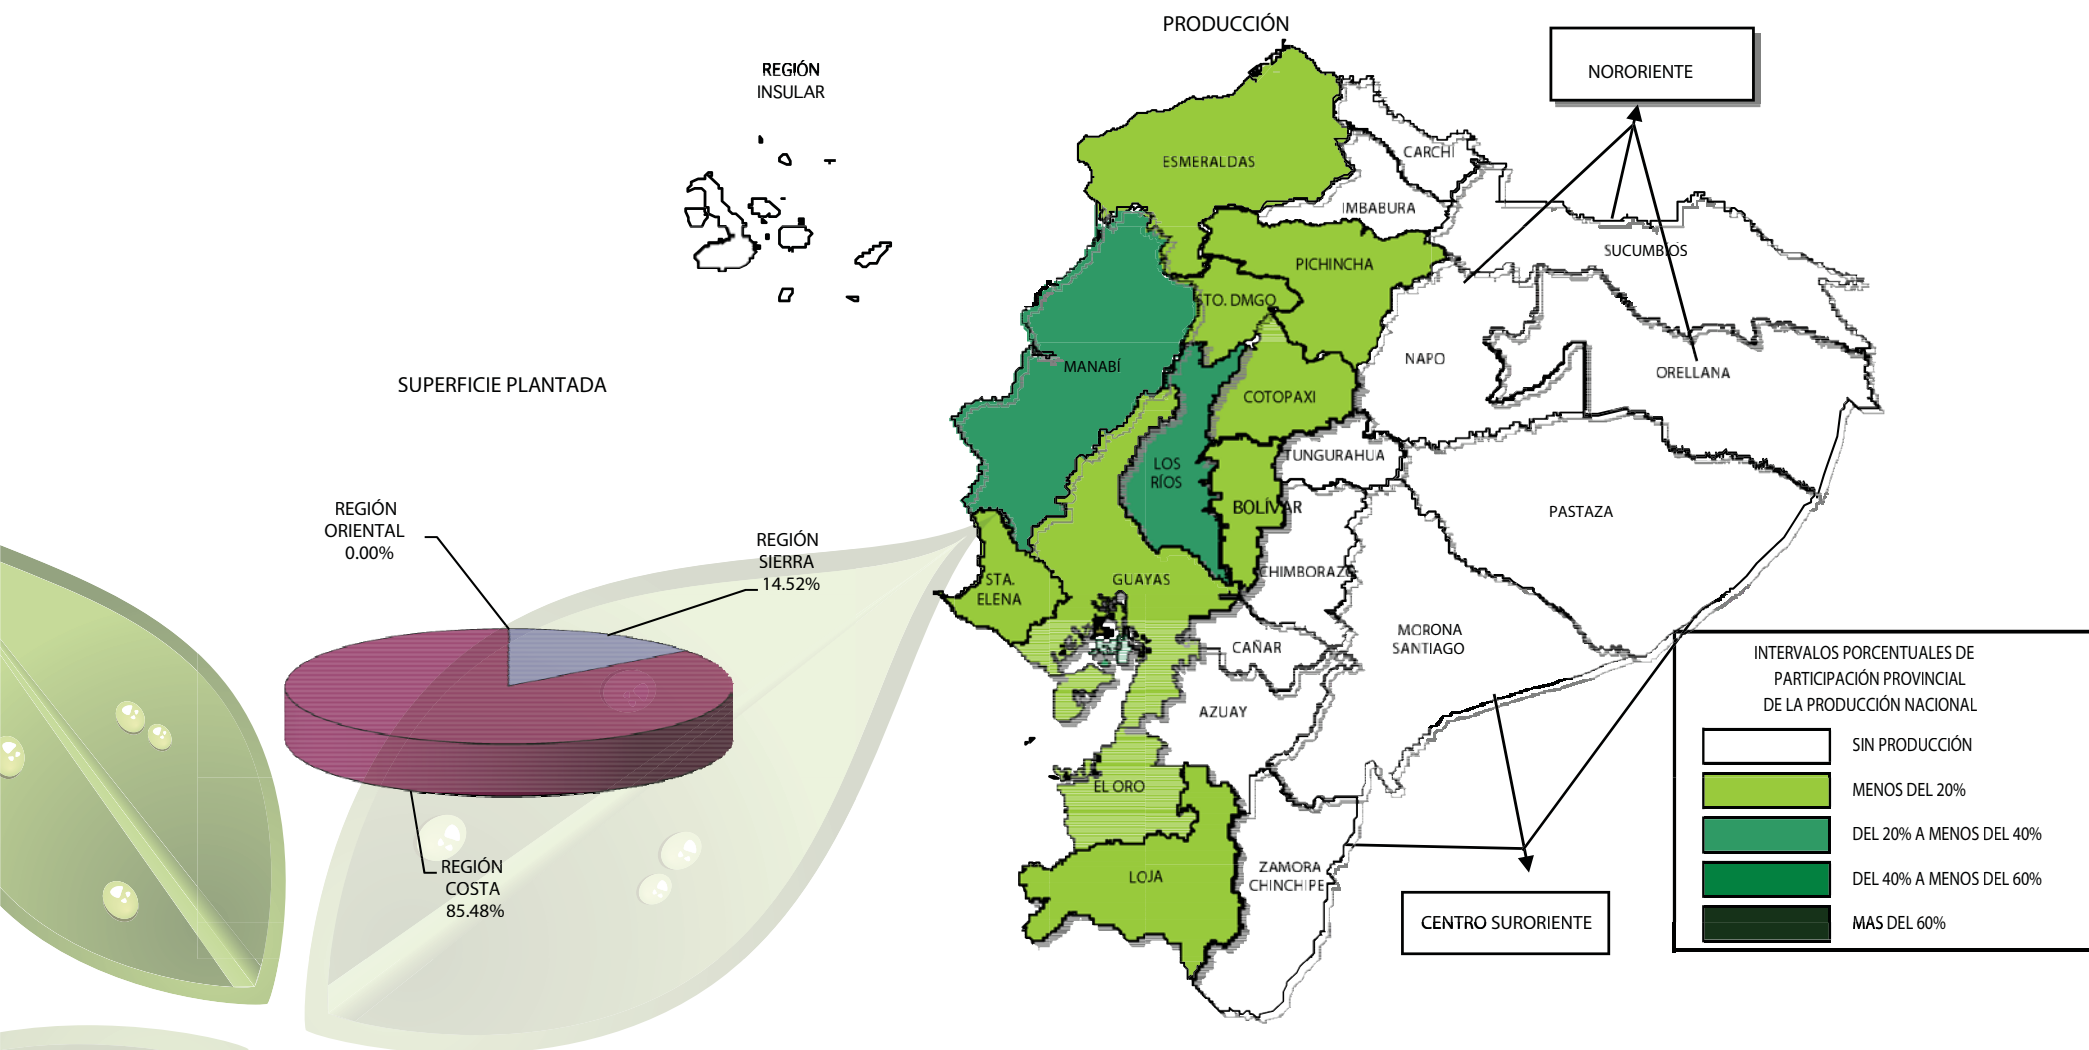 PRODUCCIÓN
REGIÓN
INSULAR
NORORIENTE
ESMERALDAS
CARCHI
IMBABURA
SUCUMBÍOS
PICHINCHA
STO. DMGO
NAPO
ORELLANA
MANABÍ
COTOPAXI
TUNGURAHUA
LOS
RÍOS
BOLÍVAR
PASTAZA
CHIMBORAZO
STA.
ELENA
GUAYAS
CAÑAR
MORONA
SANTIAGO
AZUAY
EL ORO
LOJA
ZAMORA
CHINCHIPE
CENTRO SURORIENTE
SUPERFICIE PLANTADA
REGIÓN
ORIENTAL
0.00%
REGIÓN
SIERRA
14.52%
REGIÓN
COSTA
85.48%
INTERVALOS PORCENTUALES DE
PARTICIPACIÓN PROVINCIAL
DE LA PRODUCCIÓN NACIONAL
SIN PRODUCCIÓN
MENOS DEL 20%
DEL 20% A MENOS DEL 40%
DEL 40% A MENOS DEL 60%
MAS DEL 60%